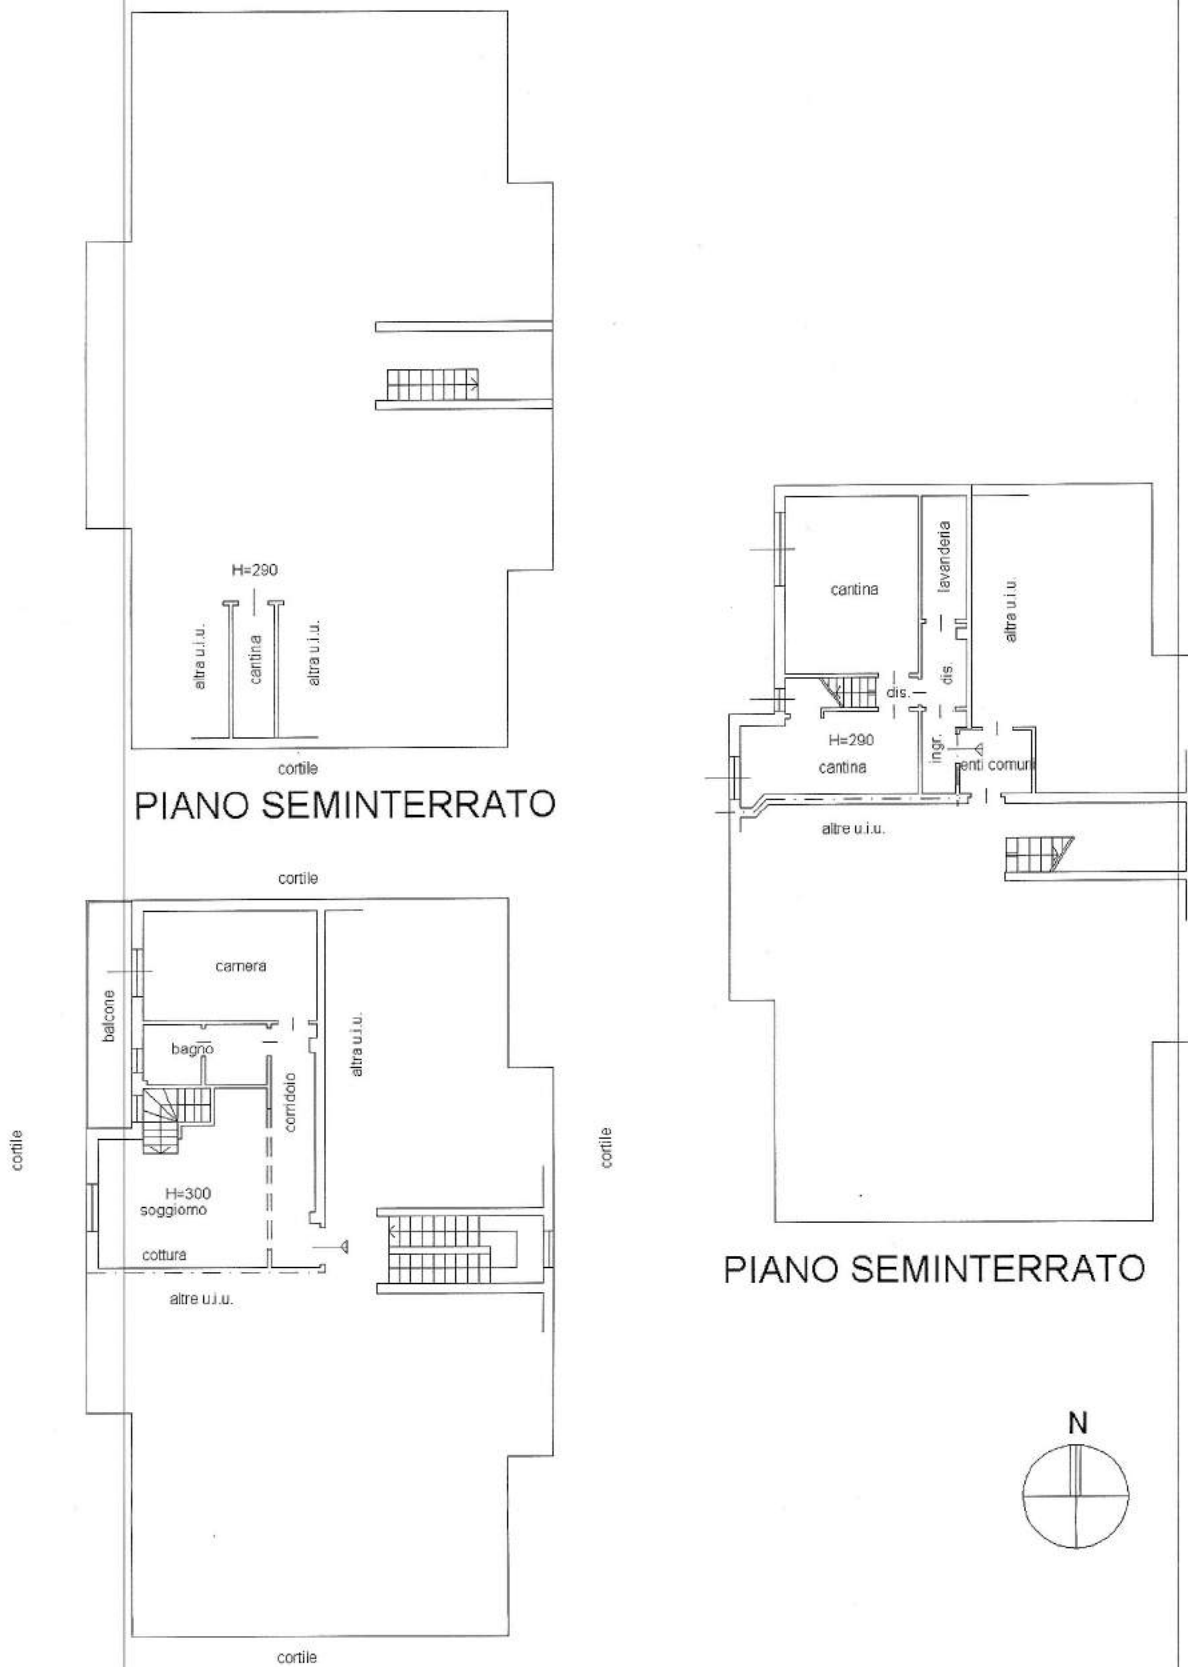 H=290
altra u.i.u.
cantina
altra u.i.u.
cortile
PIANO SEMINTERRATO
cortile
camera
balcone
bagno
altra u.i.u.
corridoio
cortile
cortile
H=300
soggiorno
cottura
altre u.i.u.
cortile
lavanderia
cantina
altra u.i.u.
dis.
dis.
H=290
ingr.
cantina
enti comuni
altre u.i.u.
PIANO SEMINTERRATO
N